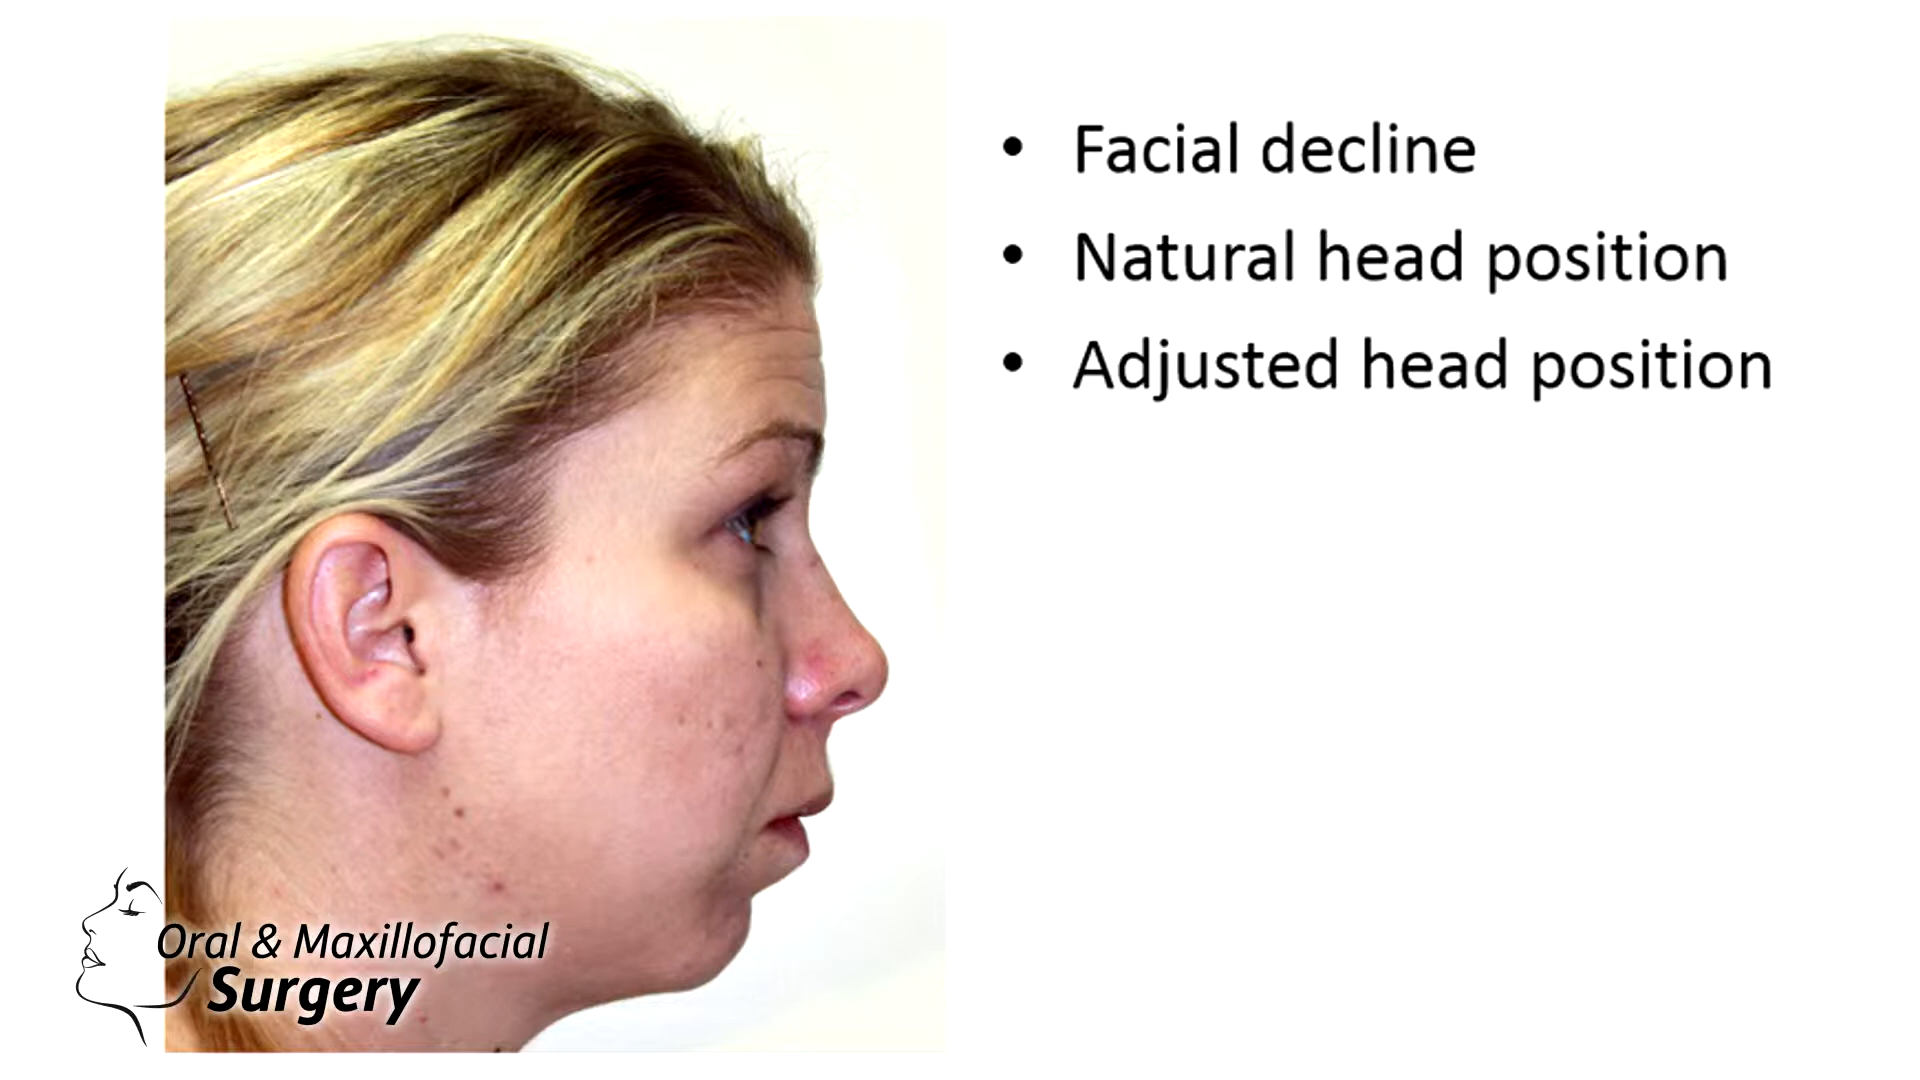 • Facial decline
• Natural head position
• Adjusted head position
Oral & Maxillofacial
Surgery